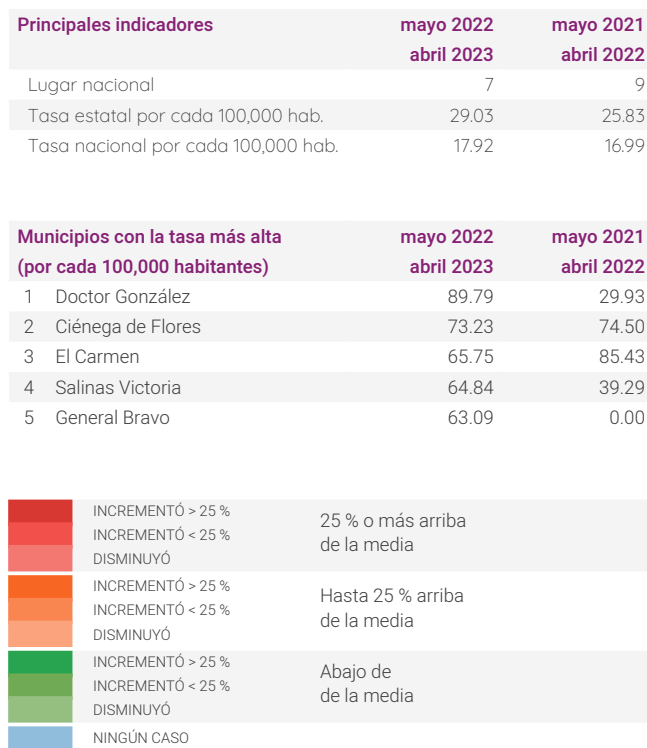 Principales indicadores mayo 2022 mayo 2021
abril 2023 abril 2022
Lugar nacional 7 9
Tasa estatal por cada 100,000 hab. 29.03 25.83
Tasa nacional por cada 100,000 hab. 17.92 16.99
Municipios con la tasa más alta mayo 2022 mayo 2021
(por cada 100,000 habitantes) abril 2023 abril 2022
1 Doctor González 89.79 29.93
2 Ciénega de Flores 73.23 74.50
3 El Carmen 65.75 85.43
4 Salinas Victoria 64.84 39.29
5 General Bravo 63.09 0.00
INCREMENTÓ > 25 %
INCREMENTÓ < 25 %
DISMINUYÓ
25 % o más arriba
de la media
INCREMENTÓ > 25 %
INCREMENTÓ < 25 %
DISMINUYÓ
Hasta 25 % arriba
de la media
INCREMENTÓ > 25 %
INCREMENTÓ < 25 %
DISMINUYÓ
Abajo de
de la media
NINGÚN CASO